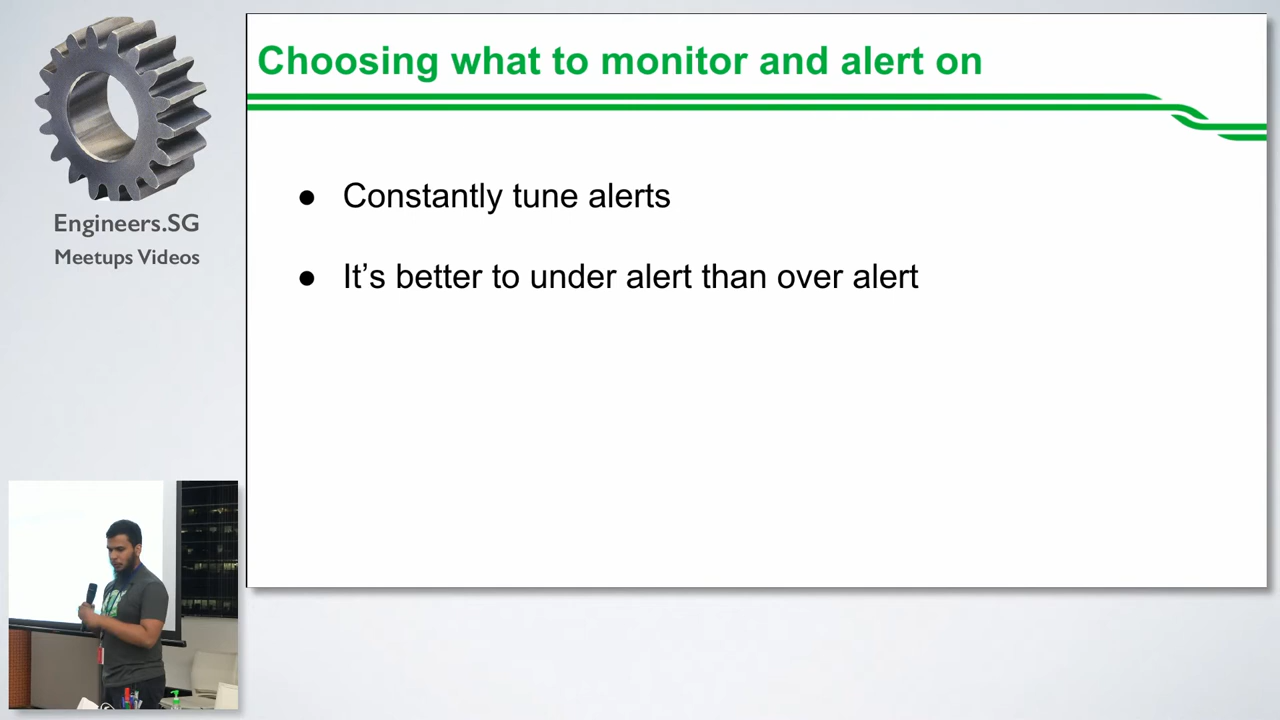 Choosing what to monitor and alert on
● Constantly tune alerts
● It’s better to under alert than over alert
Engineers.SG
Meetups Videos